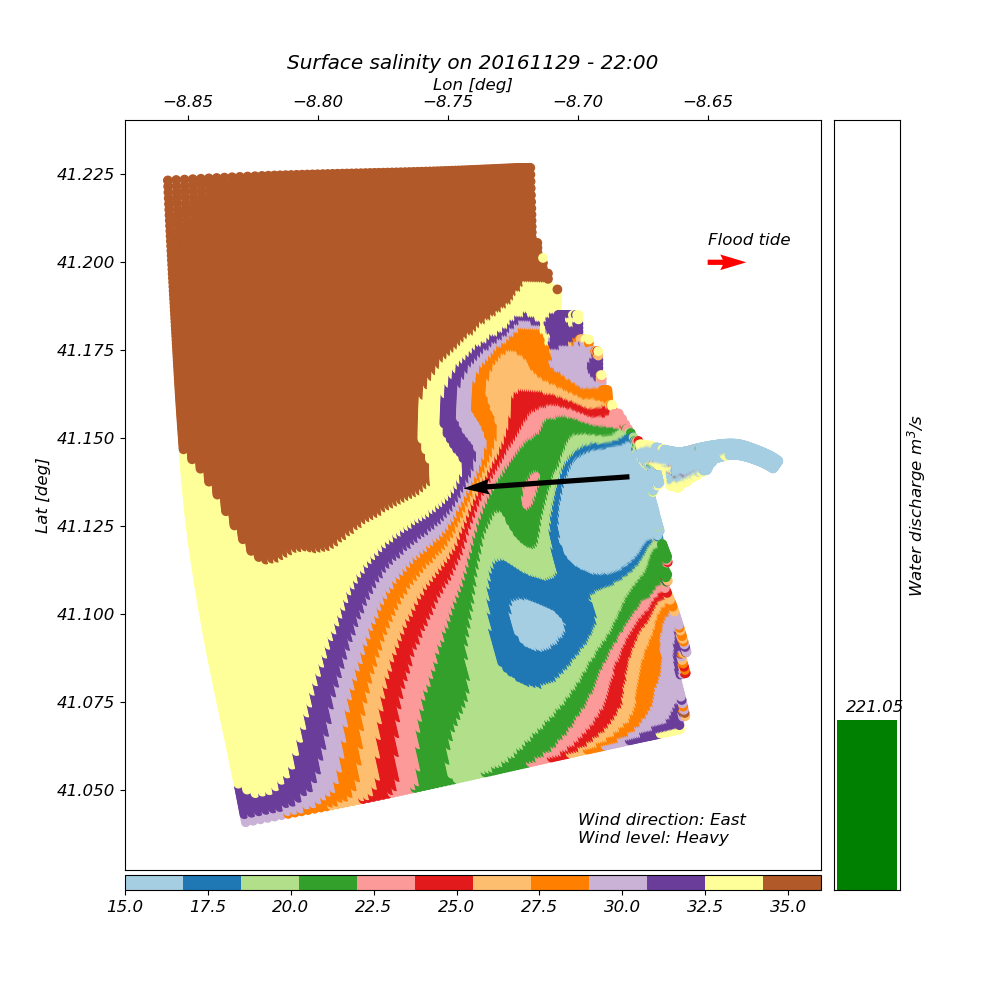 Surface salinity on 20161129 - 22:00
Lon [deg]
−8.85 −8.80 −8.75 −8.70 −8.65
41.225
Flood tide
41.200
41.175
41.150
41.125
41.100
41.075
41.050
Lat [deg]
Water discharge m³/s
221.05
Wind direction: East
Wind level: Heavy
15.0 17.5 20.0 22.5 25.0 27.5 30.0 32.5 35.0